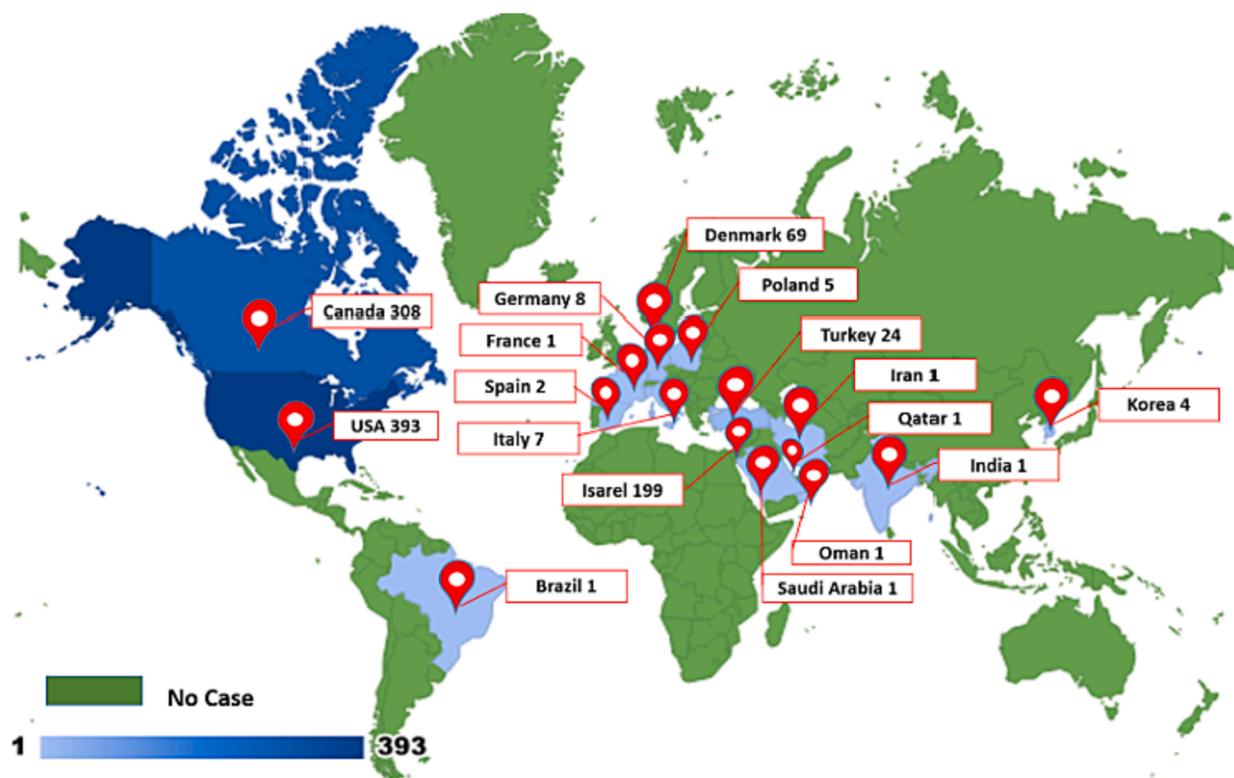 Denmark 69
Germany 8
Poland 5
Canada 308
France 1
Turkey 24
Spain 2
Iran 1
USA 393
Italy 7
Qatar 1
Korea 4
India 1
Isarel 199
Oman 1
Brazil 1
Saudi Arabia 1
No Case
1 393